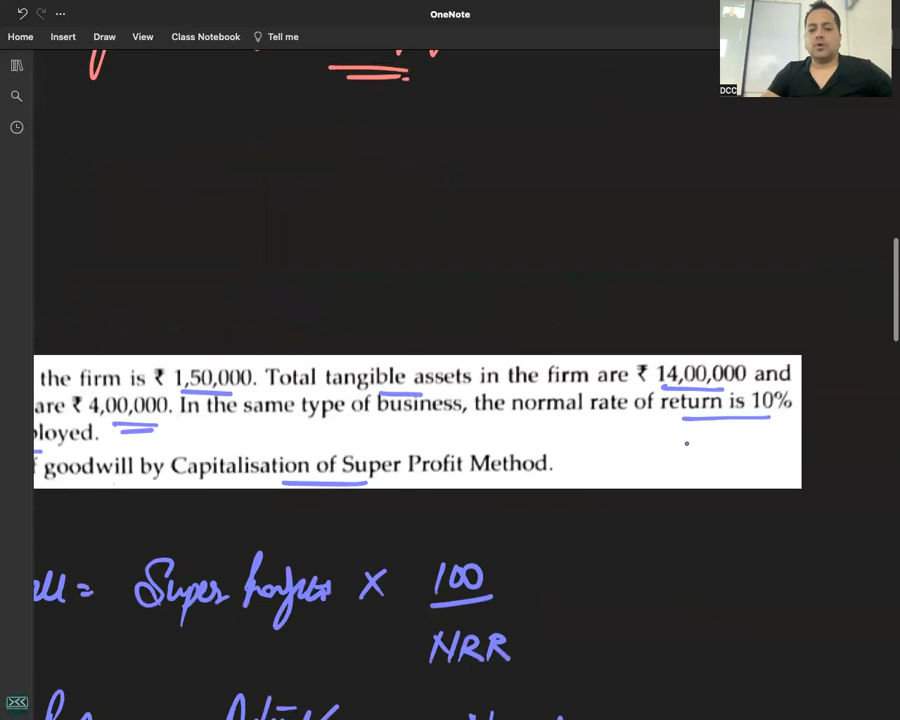 OneNote
Home Insert Draw View Class Notebook Tell me
DCC
the firm is ₹ 1,50,000. Total tangible assets in the firm are ₹ 14,00,000 and
are ₹ 4,00,000. In the same type of business, the normal rate of return is 10%
ployed.
goodwill by Capitalisation of Super Profit Method.
= Super Profits × 100
NRR